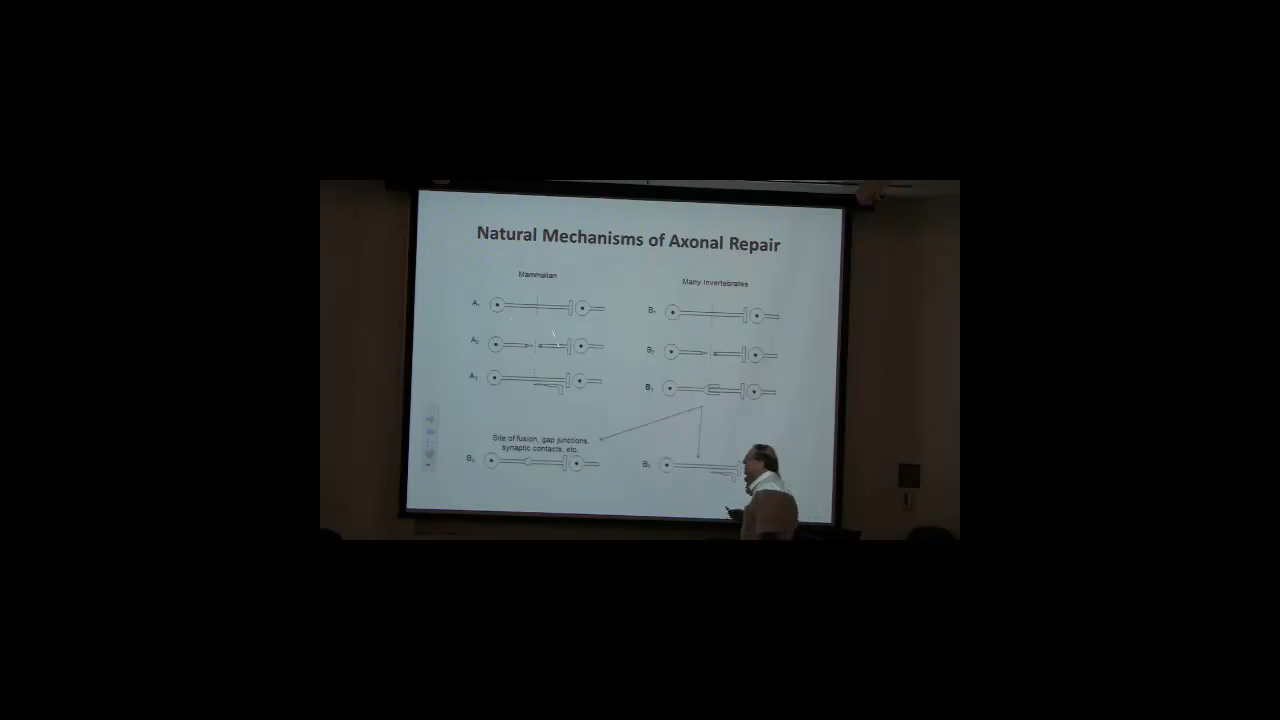 Natural Mechanisms of Axonal Repair
Mammalian
Many Invertebrates
A₁
B₁
A₂
B₂
A₃
B₃
Site of fusion, gap junctions,
synaptic contacts, etc.
B₄
B₅